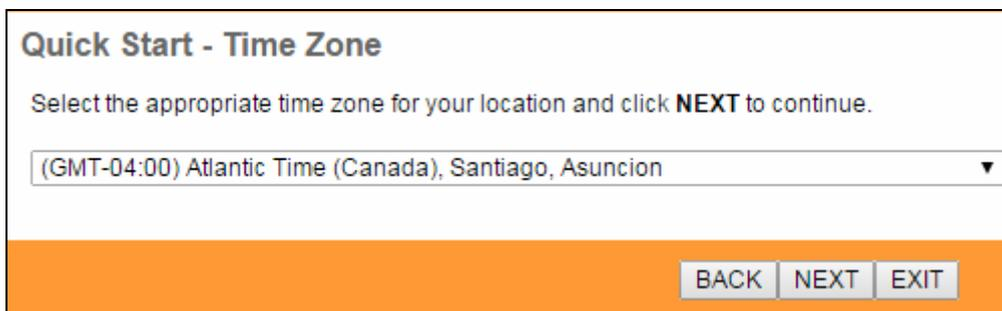 Quick Start - Time Zone
Select the appropriate time zone for your location and click NEXT to continue.
(GMT-04:00) Atlantic Time (Canada), Santiago, Asuncion
BACK NEXT EXIT